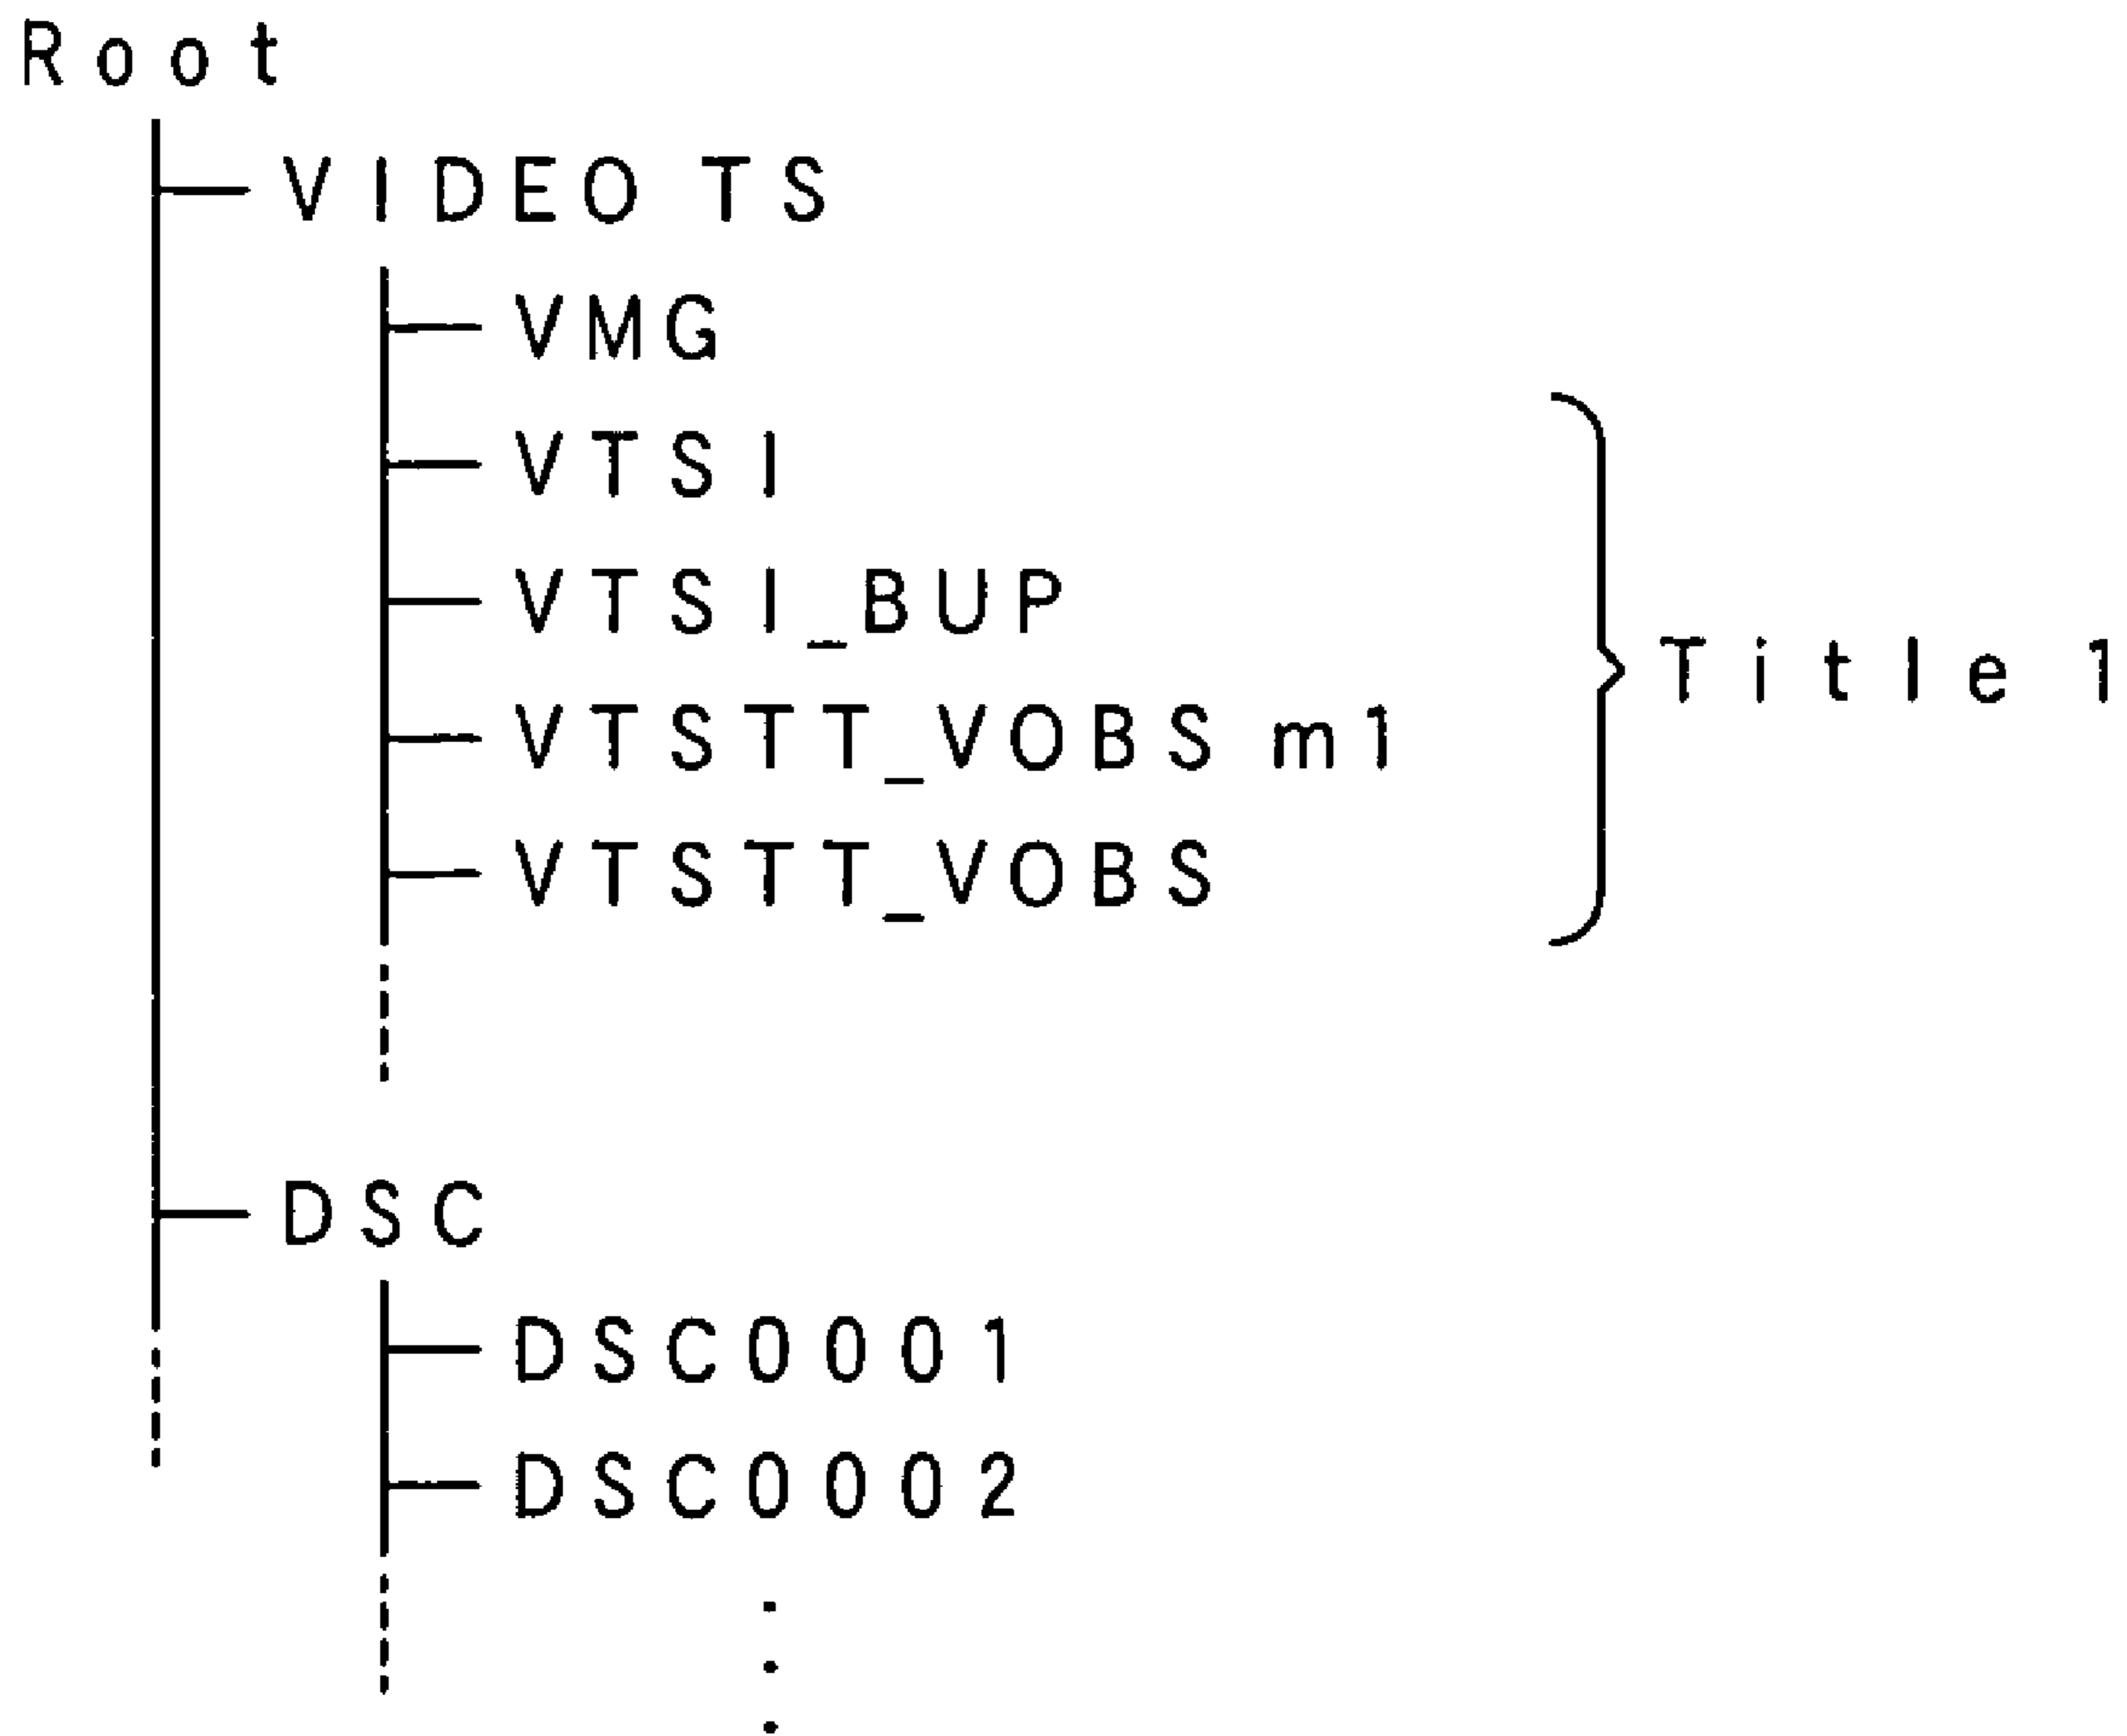 Root
VIDEO TS
VMG
VTSI
VTSI_BUP
Title 1
VTSTT_VOBS m1
VTSTT_VOBS
DSC
DSC0001
DSC0002